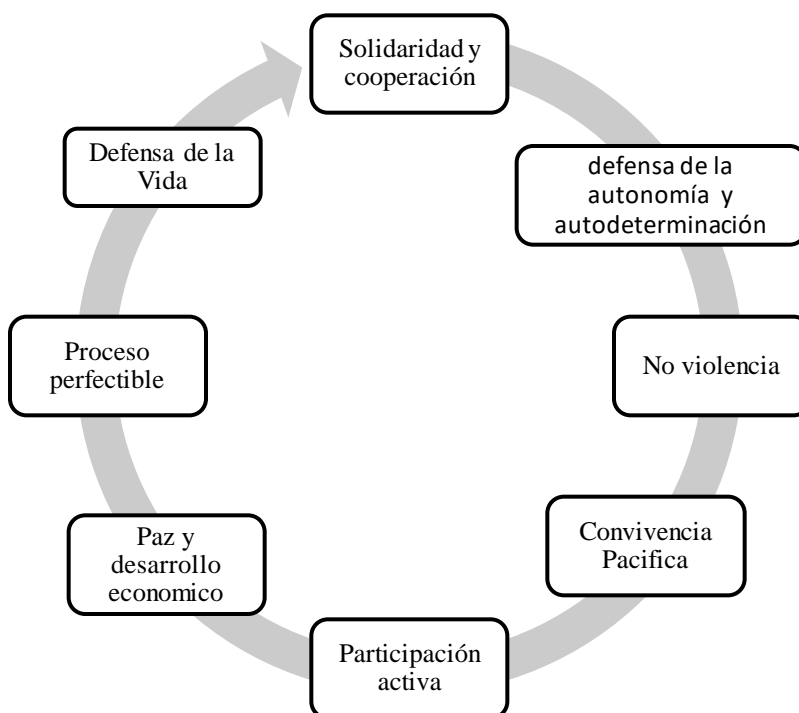 Solidaridad y
cooperación
defensa de la
autonomía y
autodeterminación
No violencia
Convivencia
Pacifica
Participación
activa
Paz y
desarrollo
economico
Proceso
perfectible
Defensa de la
Vida